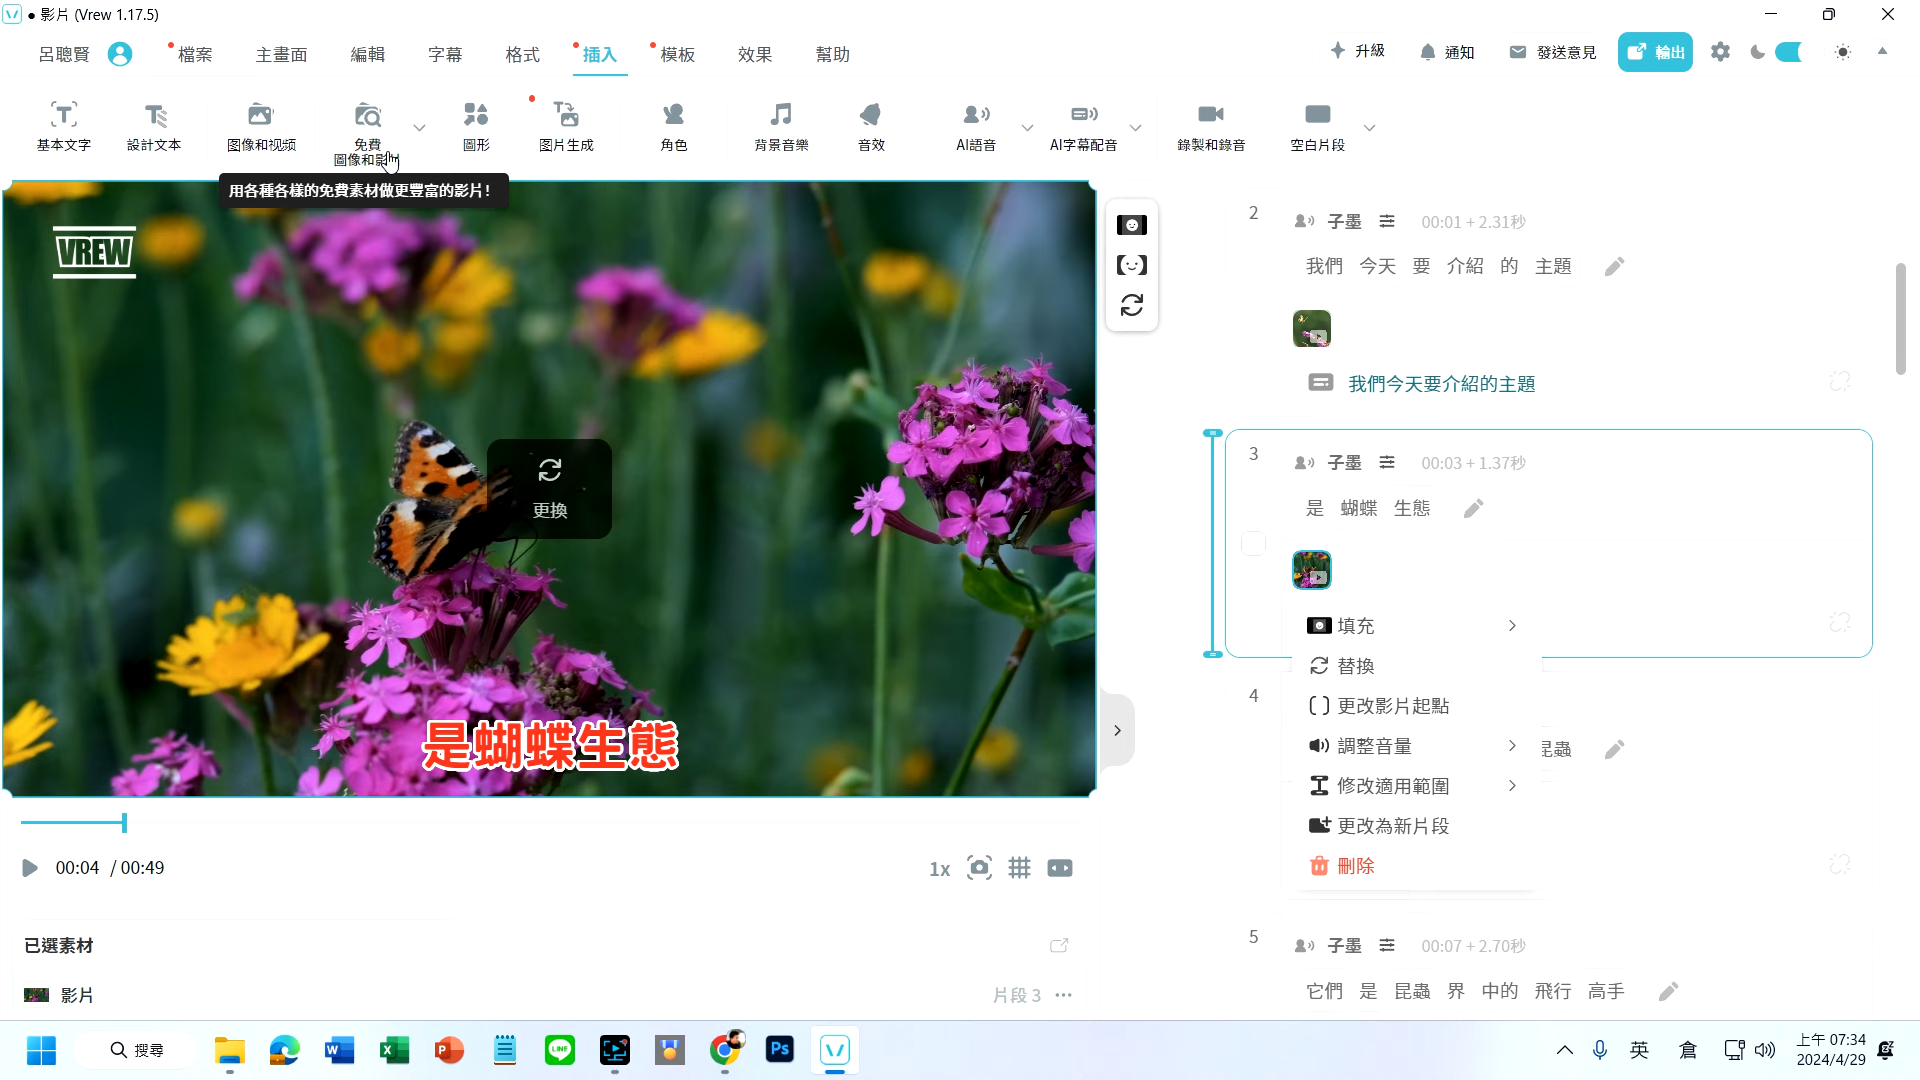 ● 影片 (Vrew 1.17.5)
呂聰賢
檔案
主畫面
編輯
字幕
格式
插入
模板
效果
幫助
升級
通知
發送意見
輸出
基本文字
設計文本
图像和视频
免費
圖像和影
圖形
图片生成
角色
背景音樂
音效
AI語音
AI字幕配音
錄製和錄音
空白片段
用各種各樣的免費素材做更豐富的影片!
VREW
更換
是蝴蝶生態
2
子墨
00:01 + 2.31秒
我們 今天 要 介紹 的 主題
我們今天要介紹的主題
3
子墨
00:03 + 1.37秒
是 蝴蝶 生態
填充
替換
更改影片起點
調整音量
修改適用範圍
更改為新片段
刪除
4
昆蟲
5
子墨
00:07 + 2.70秒
它們 是 昆蟲 界 中的 飛行 高手
00:04 / 00:49
1x
已選素材
影片
片段 3
搜尋
英
倉
上午 07:34
2024/4/29